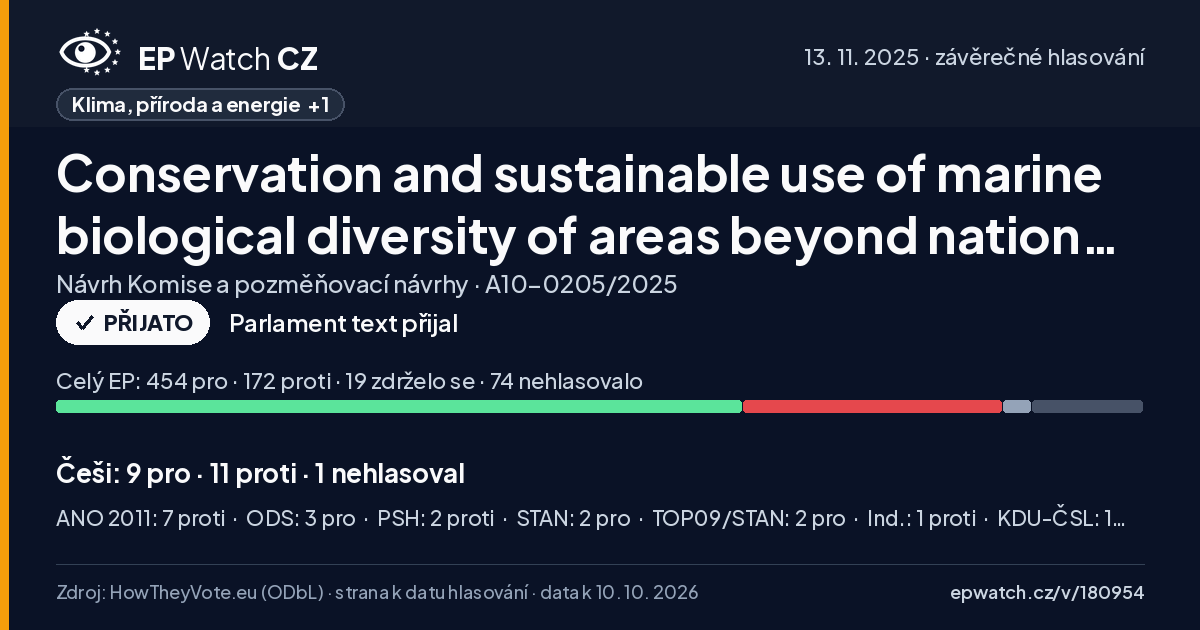 EP Watch CZ
13. 11. 2025 · závěrečné hlasování
Klima, příroda a energie +1
Conservation and sustainable use of marine
biological diversity of areas beyond nation…
Návrh Komise a pozměňovací návrhy · A10-0205/2025
✓ PŘIJATO Parlament text přijal
Celý EP: 454 pro · 172 proti · 19 zdrželo se · 74 nehlasovalo
Češi: 9 pro · 11 proti · 1 nehlasoval
ANO 2011: 7 proti · ODS: 3 pro · PSH: 2 proti · STAN: 2 pro · TOP09/STAN: 2 pro · Ind.: 1 proti · KDU-ČSL: 1…
Zdroj: HowTheyVote.eu (ODbL) · strana k datu hlasování · data k 10. 10. 2026
epwatch.cz/v/180954